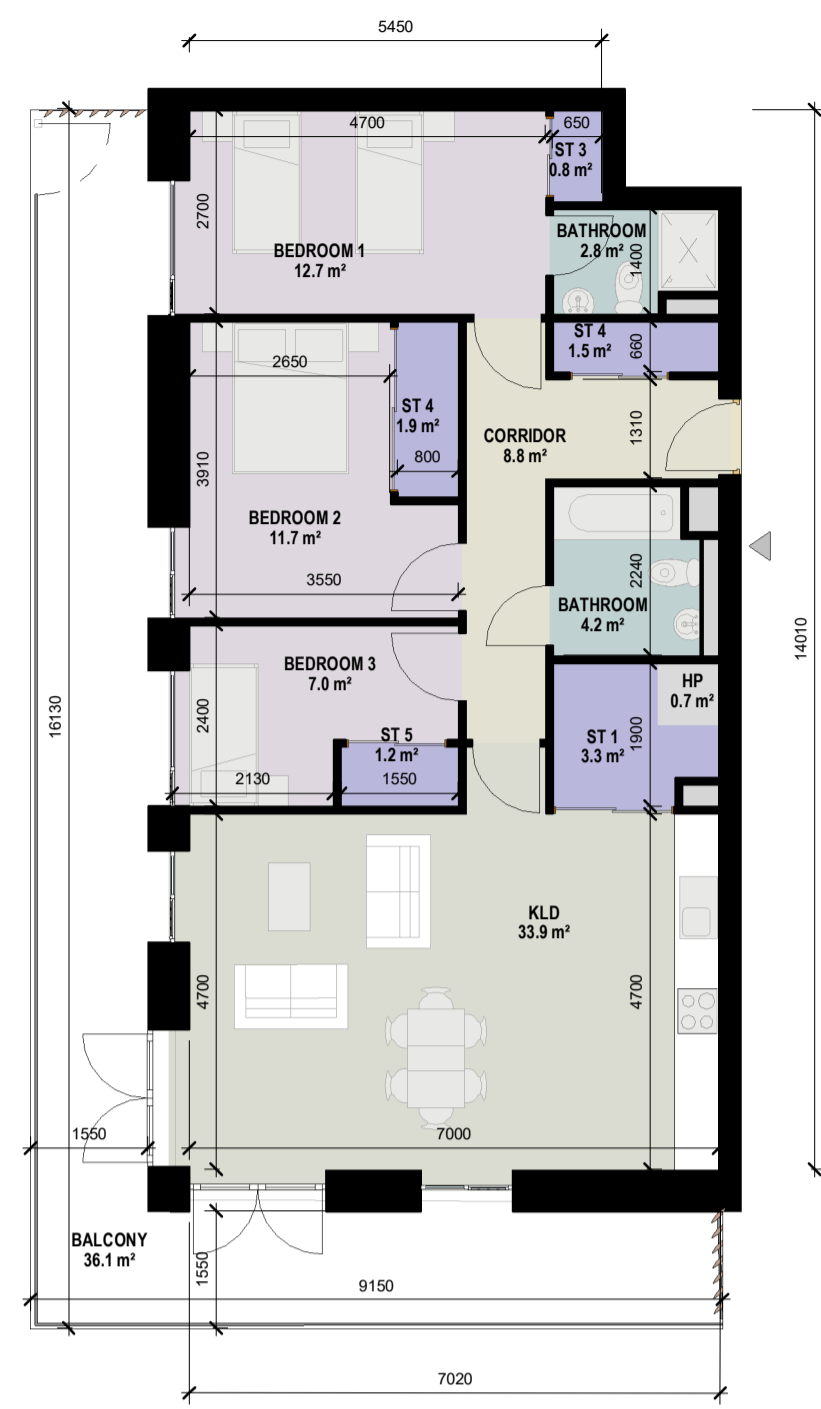 5450
4700
650
ST 3
0.8 m²
2700
BEDROOM 1
12.7 m²
BATHROOM
2.8 m²
1400
ST 4
1.5 m²
660
2650
ST 4
1.9 m²
800
3910
CORRIDOR
8.8 m²
1310
BEDROOM 2
11.7 m²
3550
2240
BATHROOM
4.2 m²
14010
16130
BEDROOM 3
7.0 m²
2400
ST 5
1.2 m²
2130
1550
HP
0.7 m²
ST 1
3.3 m²
1900
KLD
33.9 m²
4700
4700
1550
7000
BALCONY
36.1 m²
1550
9150
7020